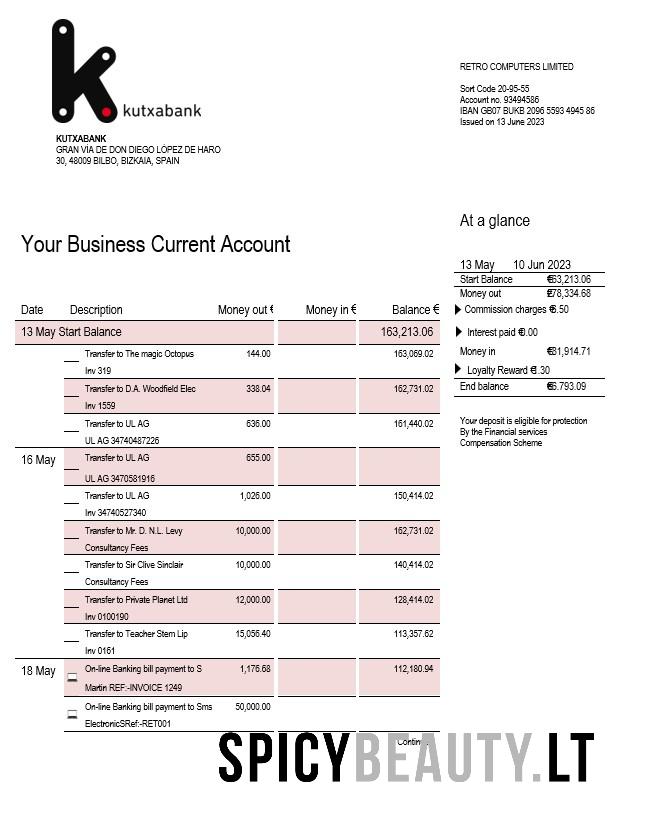 kutxabank
KUTXABANK
GRAN VÍA DE DON DIEGO LÓPEZ DE HARO
30, 48009 BILBO, BIZKAIA, SPAIN
RETRO COMPUTERS LIMITED
Sort Code 20-95-55
Account no. 93494586
IBAN GB07 BUKB 2096 5593 4945 86
Issued on 13 June 2023
Your Business Current Account
At a glance
13 May 10 Jun 2023
Start Balance €63,213.06
Money out €78,334.68
Commission charges €6.50
Interest paid €0.00
Money in €31,914.71
Loyalty Reward €1.30
End balance €6.793.09
Your deposit is eligible for protection
By the Financial services
Compensation Scheme
Date Description Money out € Money in € Balance €
13 May Start Balance 163,213.06
Transfer to The magic Octopus 144.00 163,069.02
Inv 319
Transfer to D.A. Woodfield Elec 338.04 162,731.02
Inv 1559
Transfer to UL AG 636.00 161,440.02
UL AG 34740487226
16 May Transfer to UL AG 655.00
UL AG 3470581916
Transfer to UL AG 1,026.00 150,414.02
Inv 34740527340
Transfer to Mr. D. N.L. Levy 10,000.00 162,731.02
Consultancy Fees
Transfer to Sir Clive Sinclair 10,000.00 140,414.02
Consultancy Fees
Transfer to Private Planet Ltd 12,000.00 128,414.02
Inv 0100190
Transfer to Teacher Stem Lip 15,056.40 113,357.62
Inv 0161
18 May On-line Banking bill payment to S 1,176.68 112,180.94
Martin REF:-INVOICE 1249
On-line Banking bill payment to Sms 50,000.00
ElectronicSRef:-RET001
SPICYBEAUTY.LT